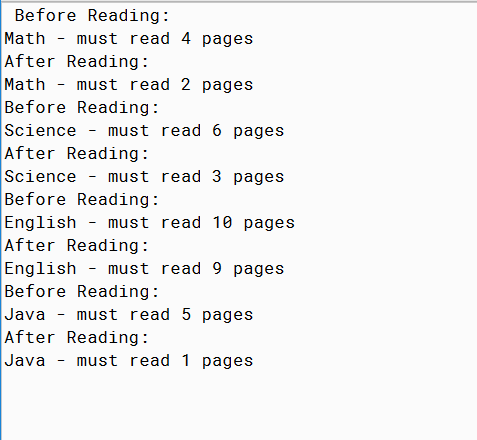 Before Reading:
Math - must read 4 pages
After Reading:
Math - must read 2 pages
Before Reading:
Science - must read 6 pages
After Reading:
Science - must read 3 pages
Before Reading:
English - must read 10 pages
After Reading:
English - must read 9 pages
Before Reading:
Java - must read 5 pages
After Reading:
Java - must read 1 pages